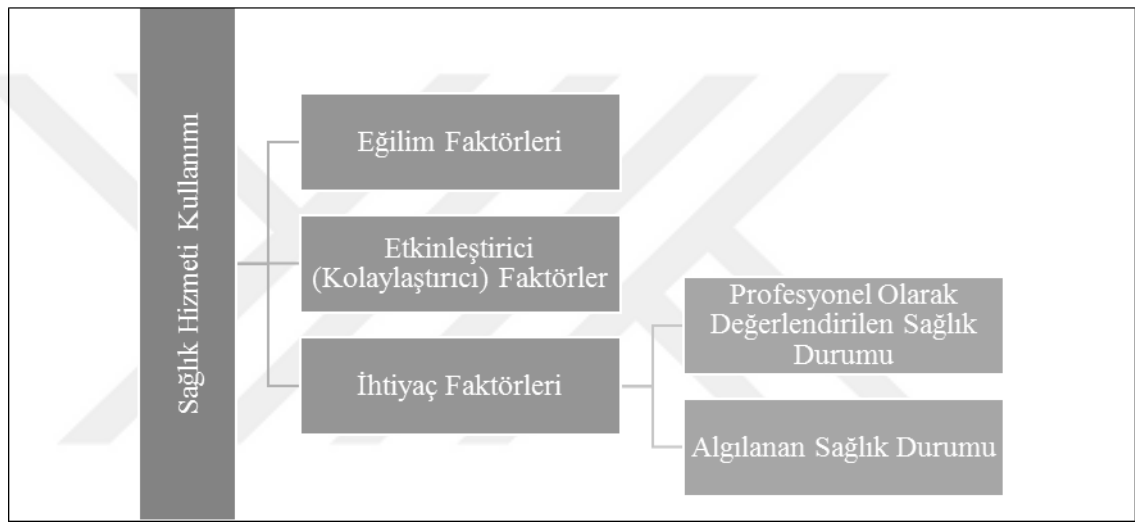 Sağlık Hizmeti Kullanımı
Eğilim Faktörleri
Etkinleştirici
(Kolaylaştırıcı) Faktörler
İhtiyaç Faktörleri
Profesyonel Olarak
Değerlendirilen Sağlık
Durumu
Algılanan Sağlık Durumu